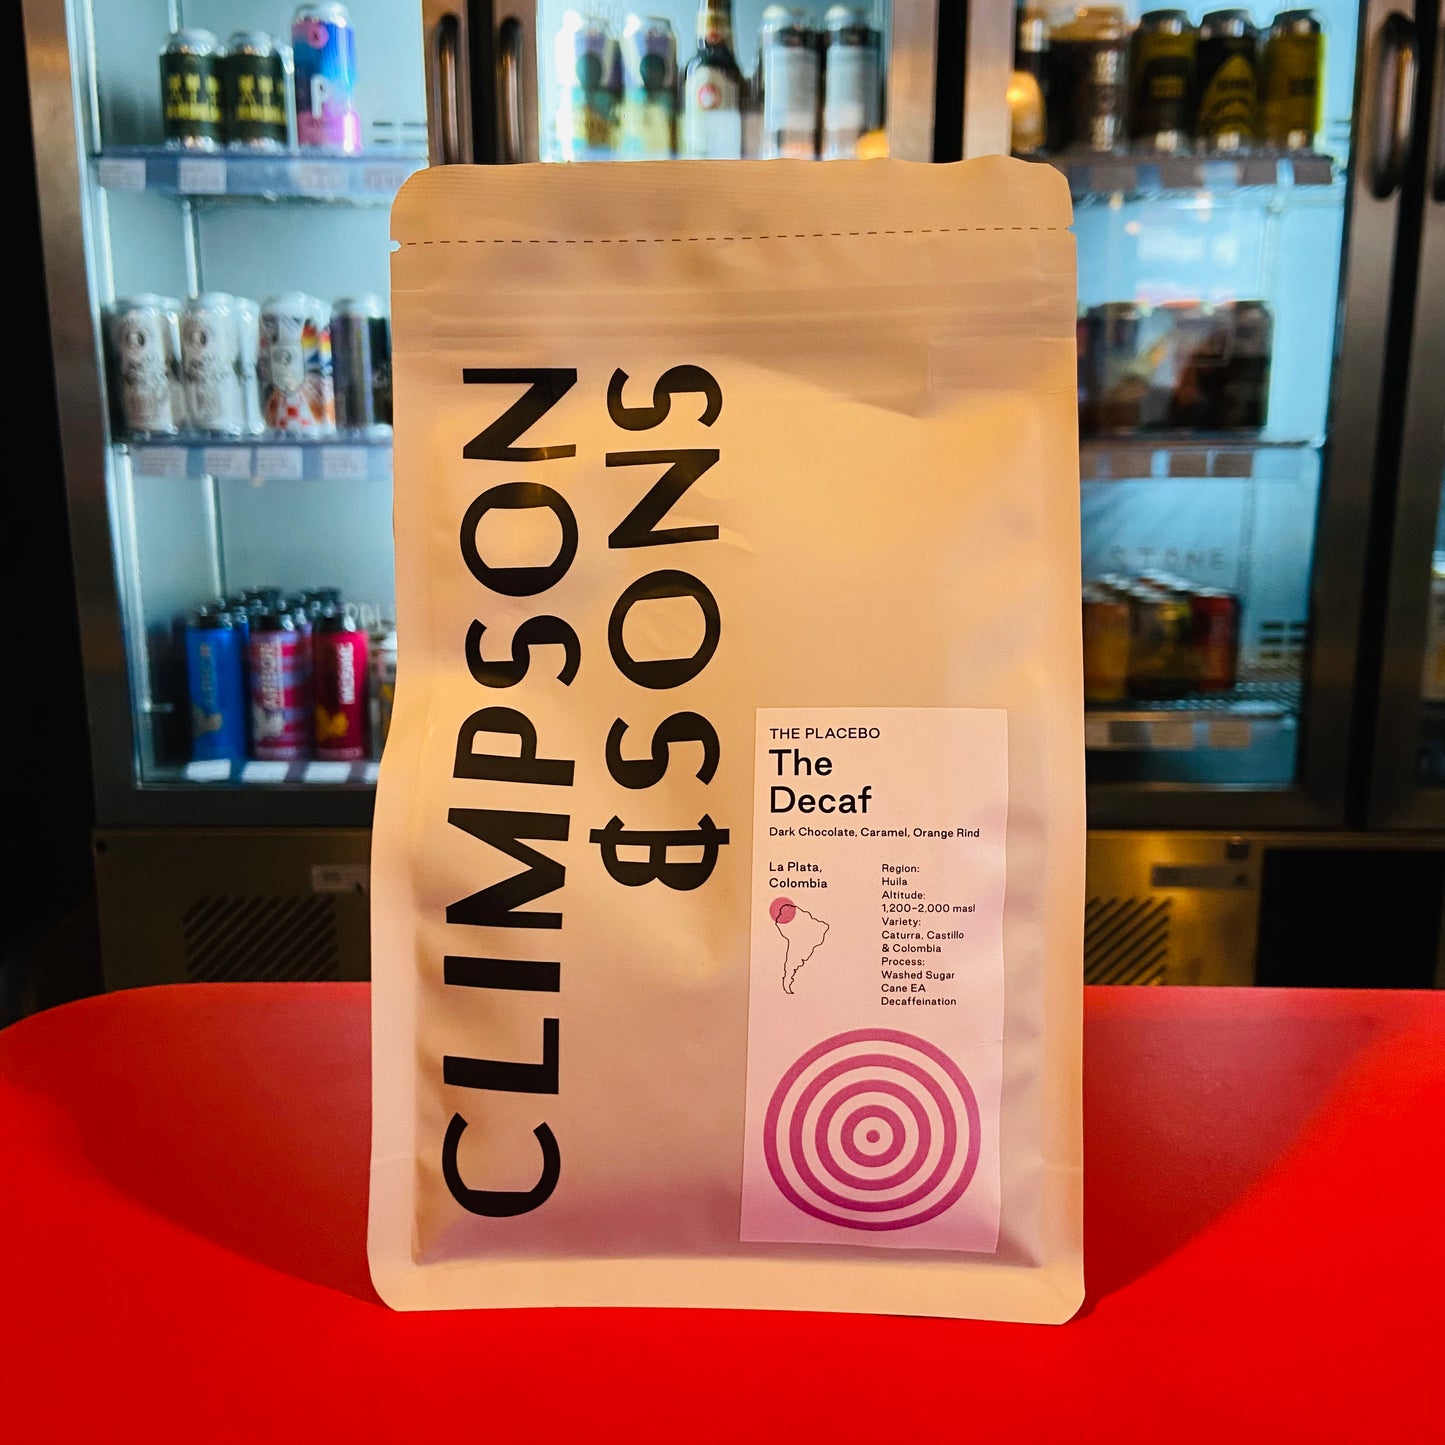 CLIMPSON
& SONS
THE PLACEBO
The
Decaf
Dark Chocolate, Caramel, Orange Rind
La Plata,
Colombia
Region:
Huila
Altitude:
1,200-2,000 masl
Variety:
Caturra, Castillo
& Colombia
Process:
Washed Sugar
Cane EA
Decaffeination
STONE